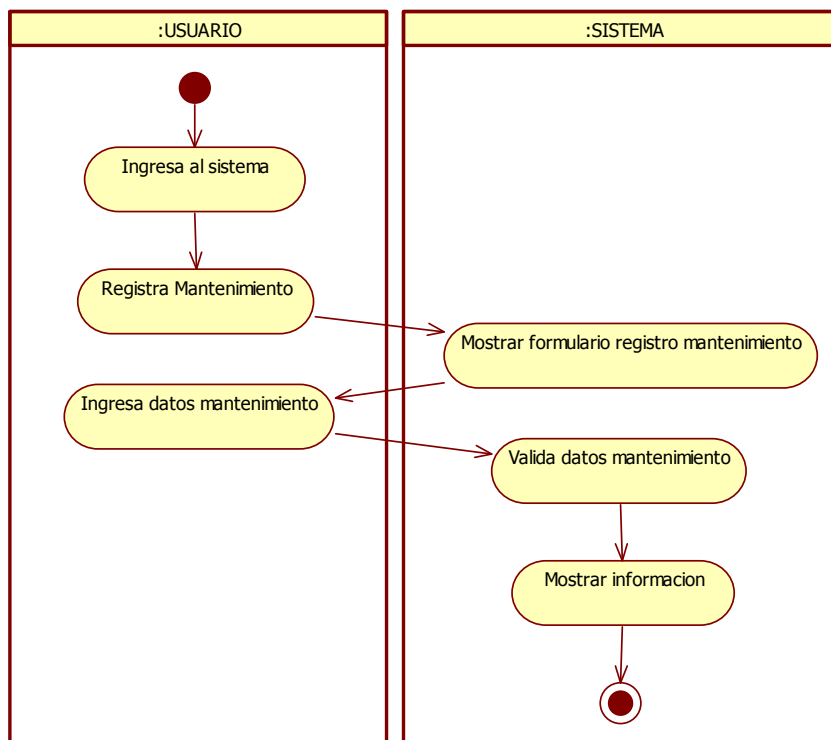 :USUARIO
:SISTEMA
Ingresa al sistema
Registra Mantenimiento
Mostrar formulario registro mantenimiento
Ingresa datos mantenimiento
Valida datos mantenimiento
Mostrar informacion